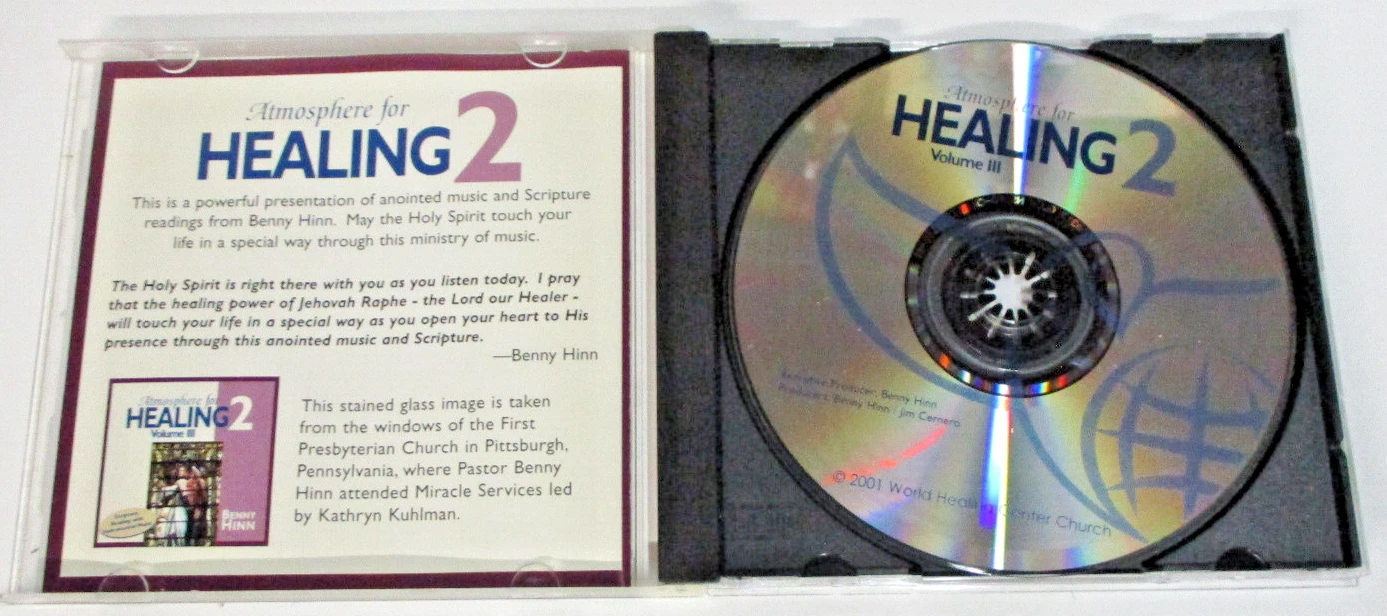 Atmosphere for
HEALING 2
This is a powerful presentation of anointed music and Scripture
readings from Benny Hinn. May the Holy Spirit touch your
life in a special way through this ministry of music.
The Holy Spirit is right there with you as you listen today. I pray
that the healing power of Jehovah Raphe - the Lord our Healer -
will touch your life in a special way as you open your heart to His
presence through this anointed music and Scripture.
—Benny Hinn
Atmosphere for
HEALING 2
Volume III
BENNY
HINN
This stained glass image is taken
from the windows of the First
Presbyterian Church in Pittsburgh,
Pennsylvania, where Pastor Benny
Hinn attended Miracle Services led
by Kathryn Kuhlman.
Atmosphere for
HEALING 2
Volume III
Executive Producer: Benny Hinn
Producers: Benny Hinn / Jim Cernero
© 2001 World Healing Center Church